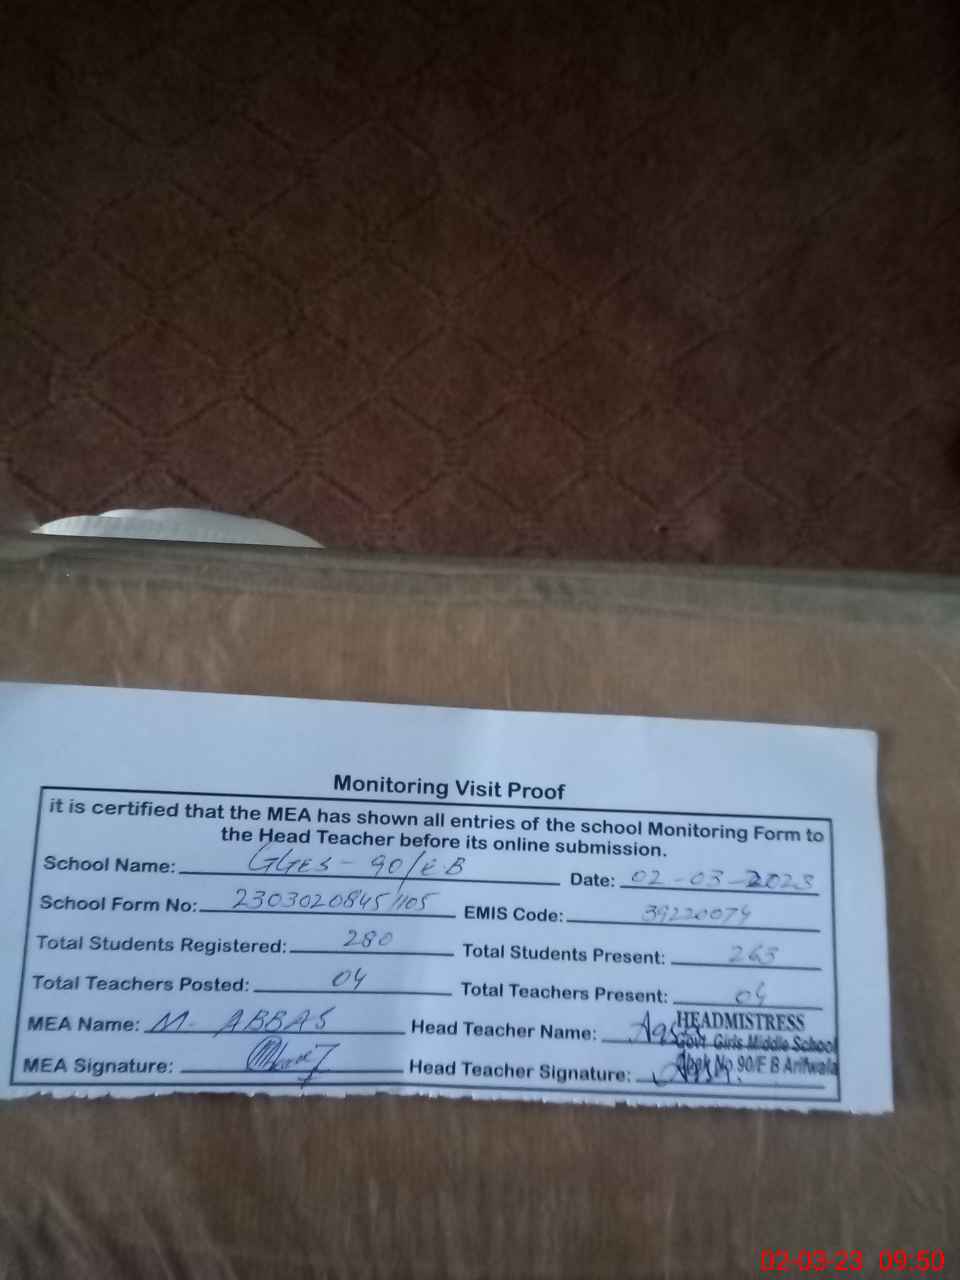 Monitoring Visit Proof
it is certified that the MEA has shown all entries of the school Monitoring Form to
the Head Teacher before its online submission.
School Name: GGES - 90/E-B Date: 02-03-2023
School Form No: 2303020845/1105 EMIS Code: 39220074
Total Students Registered: 280 Total Students Present: 263
Total Teachers Posted: 04 Total Teachers Present: 04
MEA Name: M. ABBAS Head Teacher Name:
HEADMISTRESS
Govt Girls Middle School
MEA Signature: Head Teacher Signature:
Chak No. 90/E B Arifwala
02-03-23 09:50